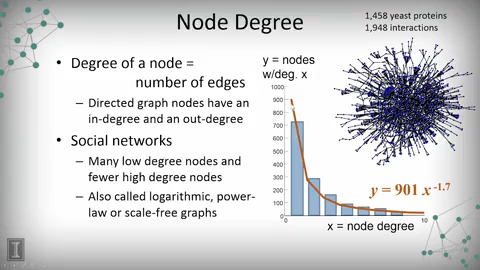 Node Degree
1,458 yeast proteins
1,948 interactions
• Degree of a node =
number of edges
– Directed graph nodes have an
in-degree and an out-degree
• Social networks
– Many low degree nodes and
fewer high degree nodes
– Also called logarithmic, power-
law or scale-free graphs
y = nodes
w/deg. x
1000
900
800
700
600
500
400
300
200
100
0
y = 901 x^-1.7
0 10
x = node degree
I